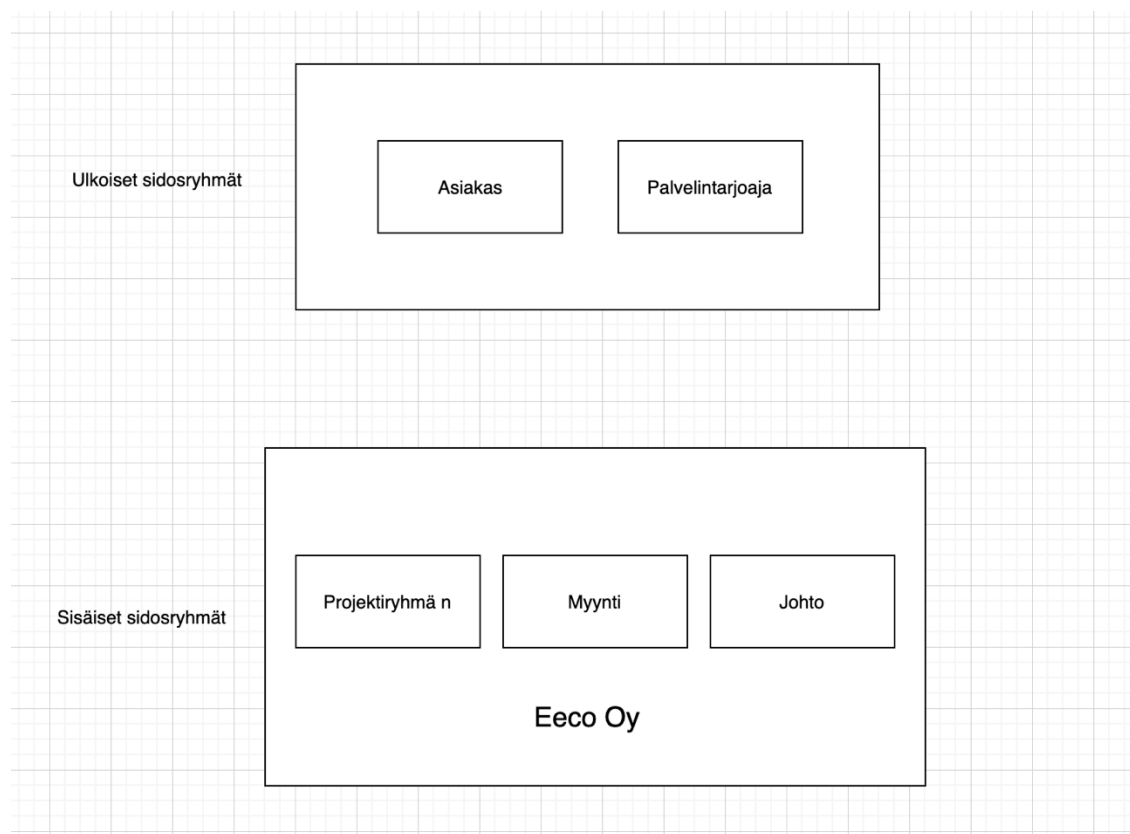 Ulkoiset sidosryhmät
Asiakas
Palvelintarjoaja
Sisäiset sidosryhmät
Projektiryhmä n
Myynti
Johto
Eeco Oy